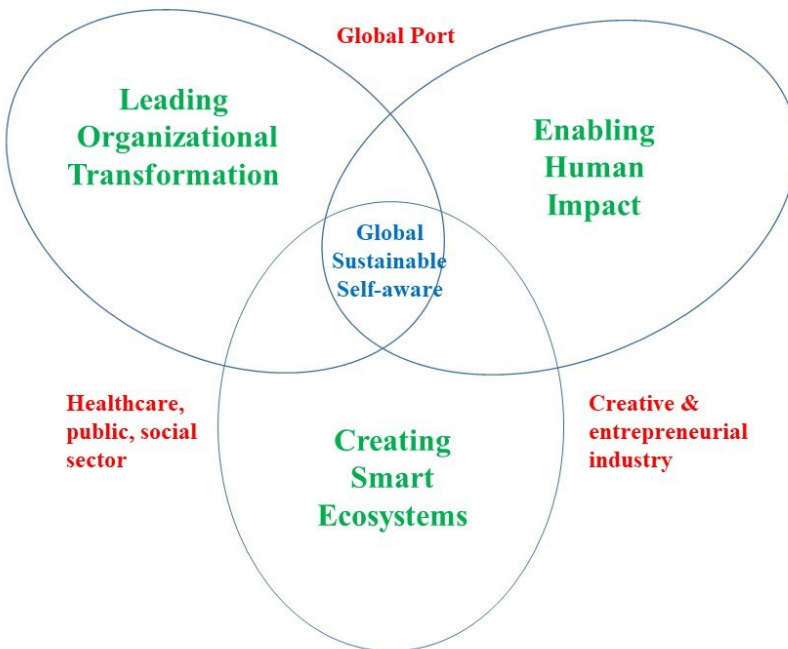 Global Port
Leading
Organizational
Transformation
Enabling
Human
Impact
Global
Sustainable
Self-aware
Healthcare,
public, social
sector
Creative &
entrepreneurial
industry
Creating
Smart
Ecosystems